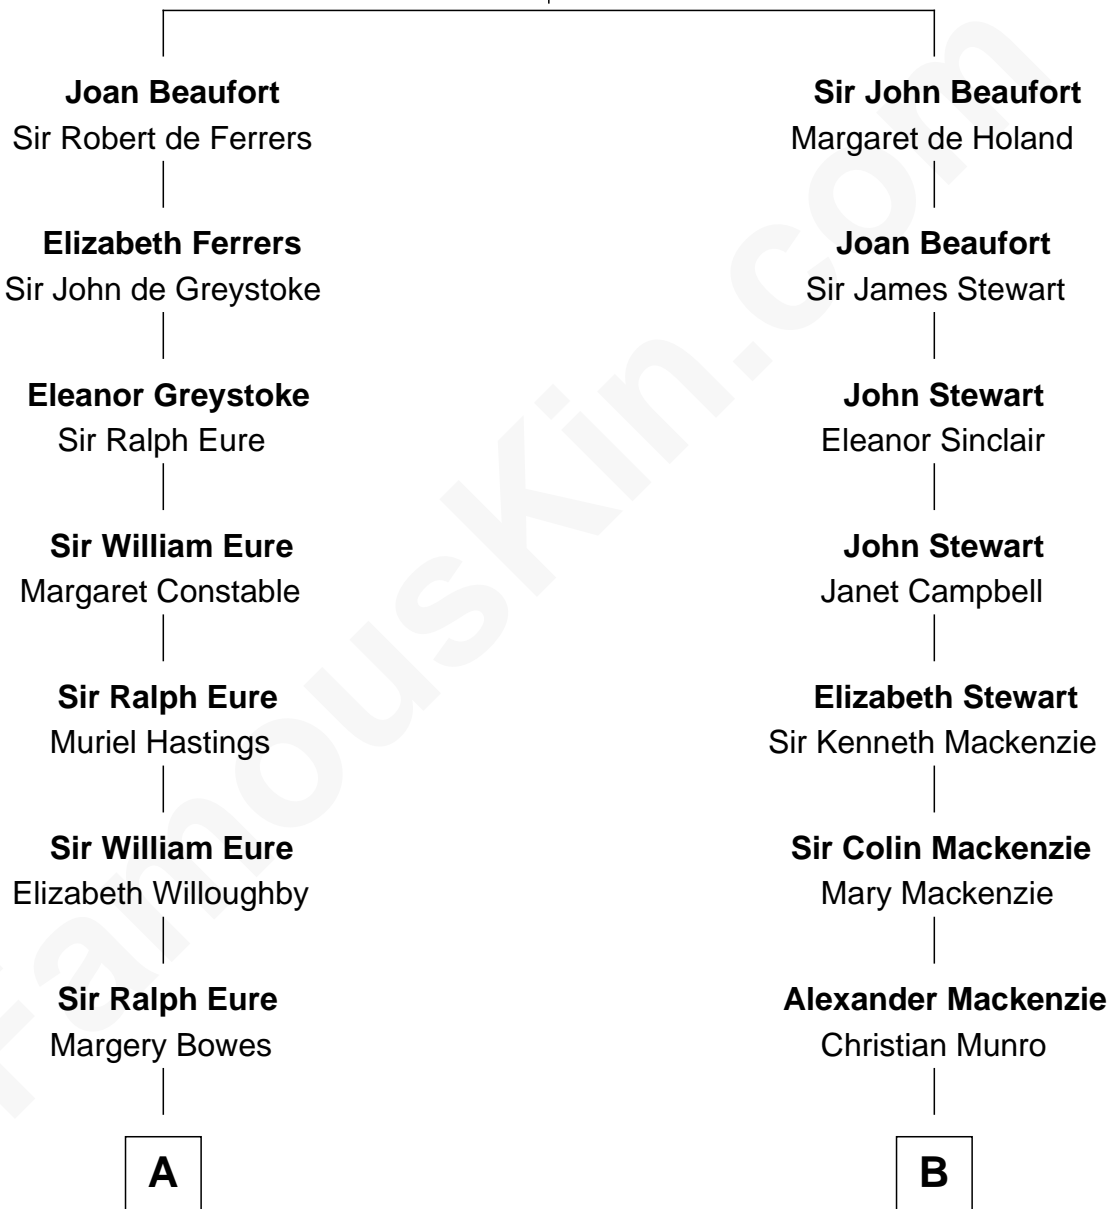 Joan Beaufort
Sir Robert de Ferrers
Elizabeth Ferrers
Sir John de Greystoke
Eleanor Greystoke
Sir Ralph Eure
Sir William Eure
Margaret Constable
Sir Ralph Eure
Muriel Hastings
Sir William Eure
Elizabeth Willoughby
Sir Ralph Eure
Margery Bowes
A
Sir John Beaufort
Margaret de Holand
Joan Beaufort
Sir James Stewart
John Stewart
Eleanor Sinclair
John Stewart
Janet Campbell
Elizabeth Stewart
Sir Kenneth Mackenzie
Sir Colin Mackenzie
Mary Mackenzie
Alexander Mackenzie
Christian Munro
B
FamousKin.com